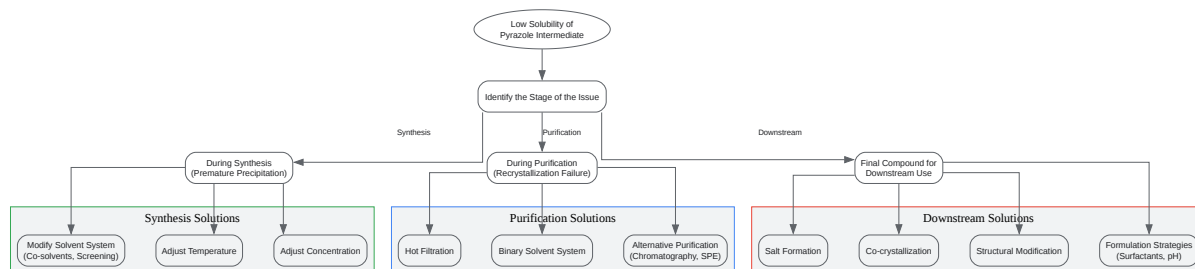 Low Solubility of
Pyrazole Intermediate
Identify the Stage of the Issue
Synthesis
Purification
Downstream
During Synthesis
(Premature Precipitation)
During Purification
(Recrystallization Failure)
Final Compound for
Downstream Use
Synthesis Solutions
Purification Solutions
Downstream Solutions
Modify Solvent System
(Co-solvents, Screening)
Adjust Temperature
Adjust Concentration
Hot Filtration
Binary Solvent System
Alternative Purification
(Chromatography, SPE)
Salt Formation
Co-crystallization
Structural Modification
Formulation Strategies
(Surfactants, pH)